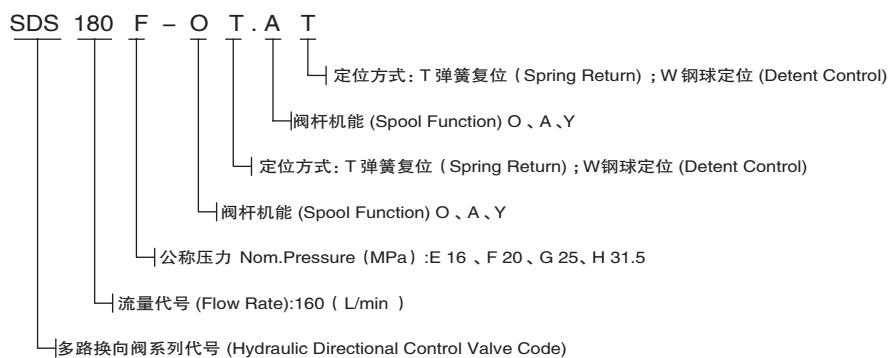 SDS 180 F – O T . A T
定位方式：T 弹簧复位（Spring Return）；W 钢球定位 (Detent Control)
阀杆机能 (Spool Function) O 、A 、Y
定位方式：T 弹簧复位（Spring Return）；W钢球定位 (Detent Control)
阀杆机能 (Spool Function) O 、A 、Y
公称压力 Nom.Pressure（MPa）:E 16 、F 20 、G 25、H 31.5
流量代号 (Flow Rate):160（ L/min ）
多路换向阀系列代号 (Hydraulic Directional Control Valve Code)